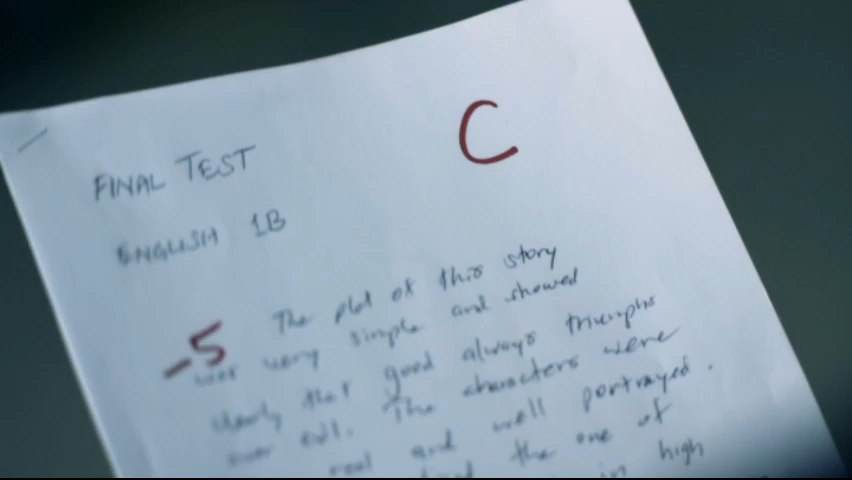 C
FINAL TEST
ENGLISH 1B
-5
The plot of this story
was very simple and showed
clearly that good always triumphs
over evil. The characters were
real and well portrayed.
the one of
in high